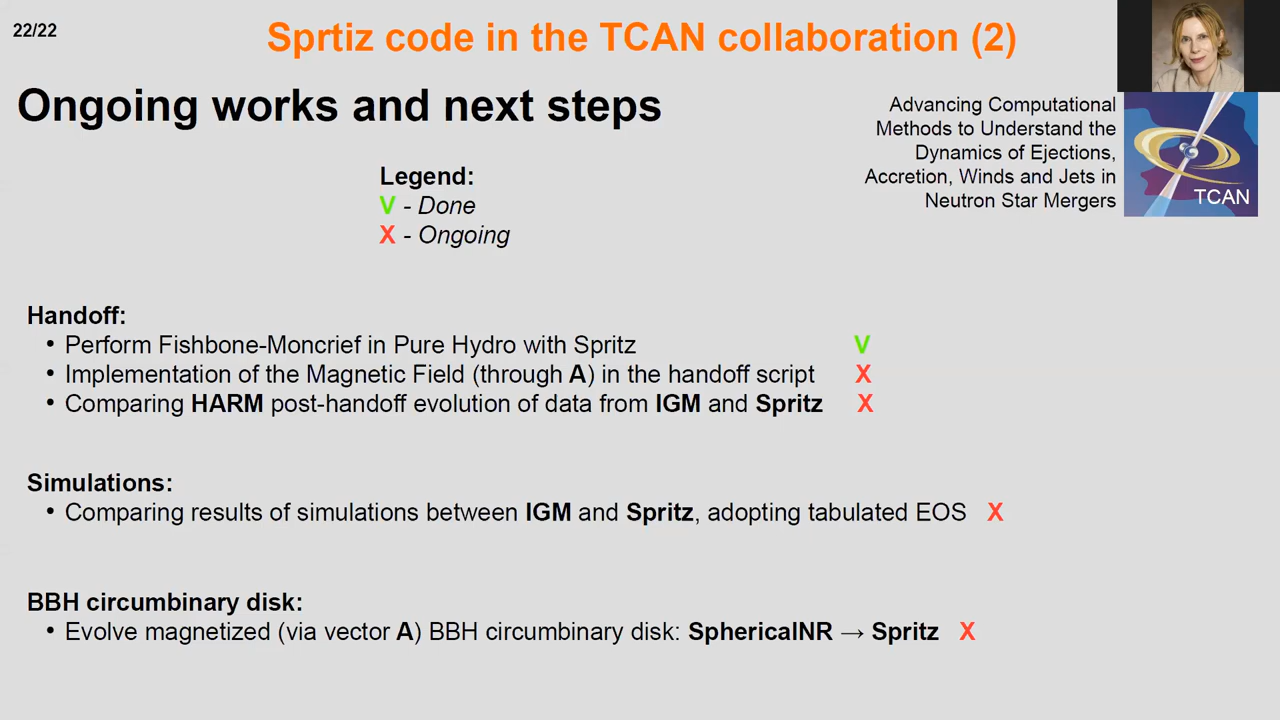 22/22
Sprtiz code in the TCAN collaboration (2)
Ongoing works and next steps
Advancing Computational
Methods to Understand the
Dynamics of Ejections,
Accretion, Winds and Jets in
Neutron Star Mergers
TCAN
Legend:
V - Done
X - Ongoing
Handoff:
• Perform Fishbone-Moncrief in Pure Hydro with Spritz V
• Implementation of the Magnetic Field (through A) in the handoff script X
• Comparing HARM post-handoff evolution of data from IGM and Spritz X
Simulations:
• Comparing results of simulations between IGM and Spritz, adopting tabulated EOS X
BBH circumbinary disk:
• Evolve magnetized (via vector A) BBH circumbinary disk: SphericalNR → Spritz X